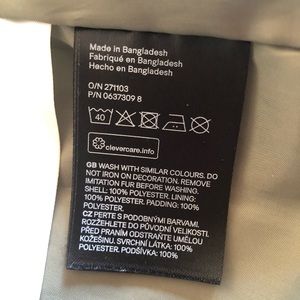 Made in Bangladesh
Fabriqué en Bangladesh
Hecho en Bangladesh
O/N 271103
P/N 0637309 8
40
clevercare.info
GB WASH WITH SIMILAR COLOURS. DO
NOT IRON ON DECORATION. REMOVE
IMITATION FUR BEFORE WASHING.
SHELL: 100% POLYESTER. LINING:
100% POLYESTER. PADDING: 100%
POLYESTER.
CZ PERTE S PODOBNÝMI BARVAMI.
ROZŽEHLETE DO PŮVODNÍ VELIKOSTI.
PŘED PRANÍM ODSTRAŇTE UMĚLOU
KOŽEŠINU. SVRCHNÍ LÁTKA: 100%
POLYESTER. PODŠÍVKA: 100%